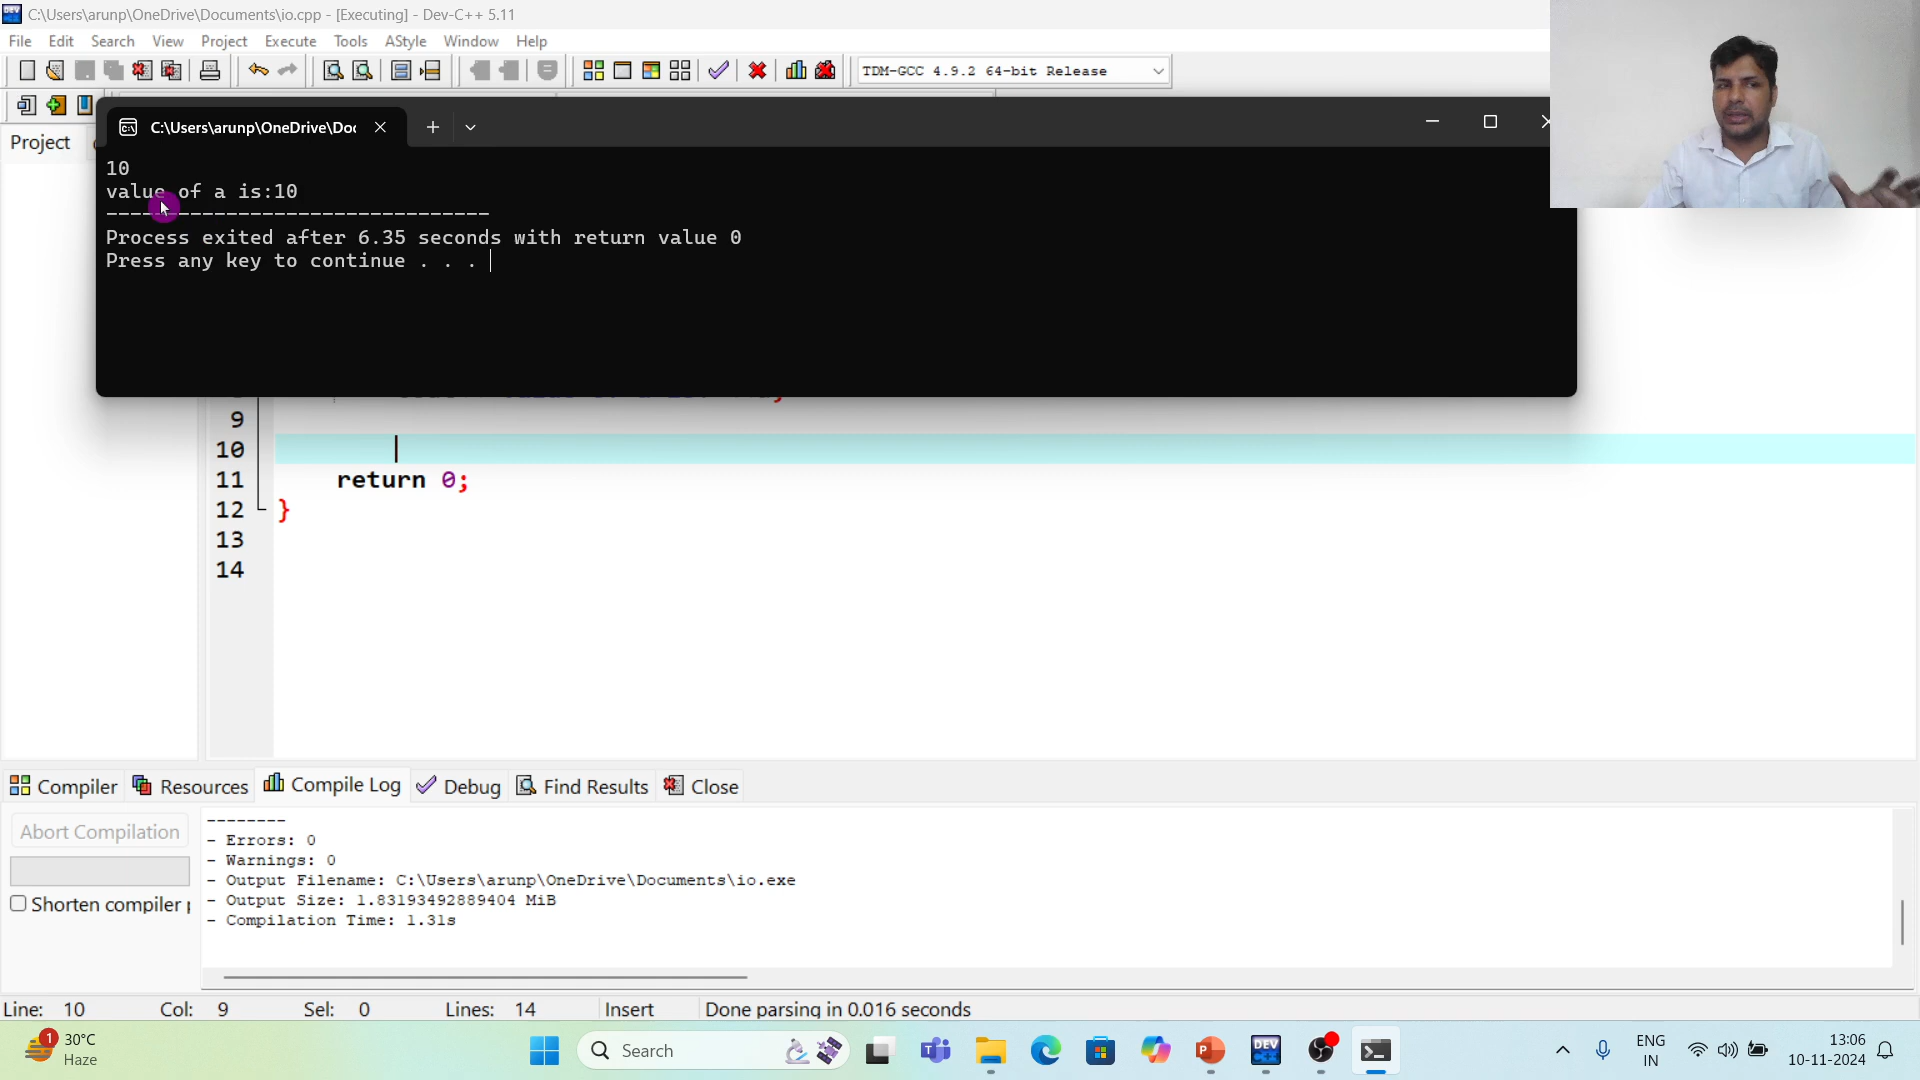 C:\Users\arunp\OneDrive\Documents\io.cpp - [Executing] - Dev-C++ 5.11
File Edit Search View Project Execute Tools AStyle Window Help
TDM-GCC 4.9.2 64-bit Release
C:\Users\arunp\OneDrive\Doc
Project
10
value of a is:10
--------------------------------
Process exited after 6.35 seconds with return value 0
Press any key to continue . . .
9
10
11 return 0;
12 }
13
14
Compiler Resources Compile Log Debug Find Results Close
Abort Compilation
Shorten compiler
--------
- Errors: 0
- Warnings: 0
- Output Filename: C:\Users\arunp\OneDrive\Documents\io.exe
- Output Size: 1.83193492889404 MiB
- Compilation Time: 1.31s
Line: 10 Col: 9 Sel: 0 Lines: 14 Insert Done parsing in 0.016 seconds
1
30°C
Haze
Search
DEV
ENG
IN
13:06
10-11-2024